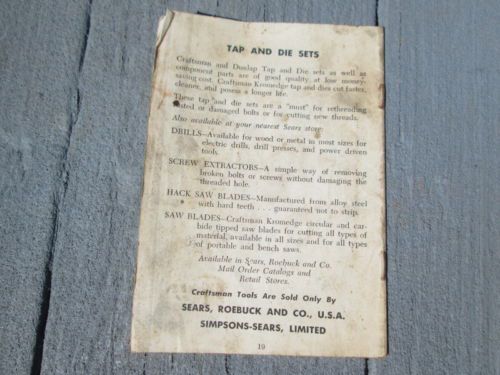 TAP AND DIE SETS
Craftsman and Dunlap Tap and Die sets as well as
component parts are of good quality, at low money-
saving cost. Craftsman Kromedge tap and dies cut faster,
cleaner, and posess a longer life.
These tap and die sets are a "must" for rethreading
rusted or damaged bolts or for cutting new threads.
Also available at your nearest Sears store:
DRILLS—Available for wood or metal in most sizes for
electric drills, drill presses, and power driven
tools.
SCREW EXTRACTORS—A simple way of removing
broken bolts or screws without damaging the
threaded hole.
HACK SAW BLADES—Manufactured from alloy steel
with hard teeth . . . guaranteed not to strip.
SAW BLADES—Craftsman Kromedge circular and car-
bide tipped saw blades for cutting all types of
material, available in all sizes and for all types
of portable and bench saws.
Available in Sears, Roebuck and Co.
Mail Order Catalogs and
Retail Stores.
Craftsman Tools Are Sold Only By
SEARS, ROEBUCK AND CO., U.S.A.
SIMPSONS-SEARS, LIMITED
19